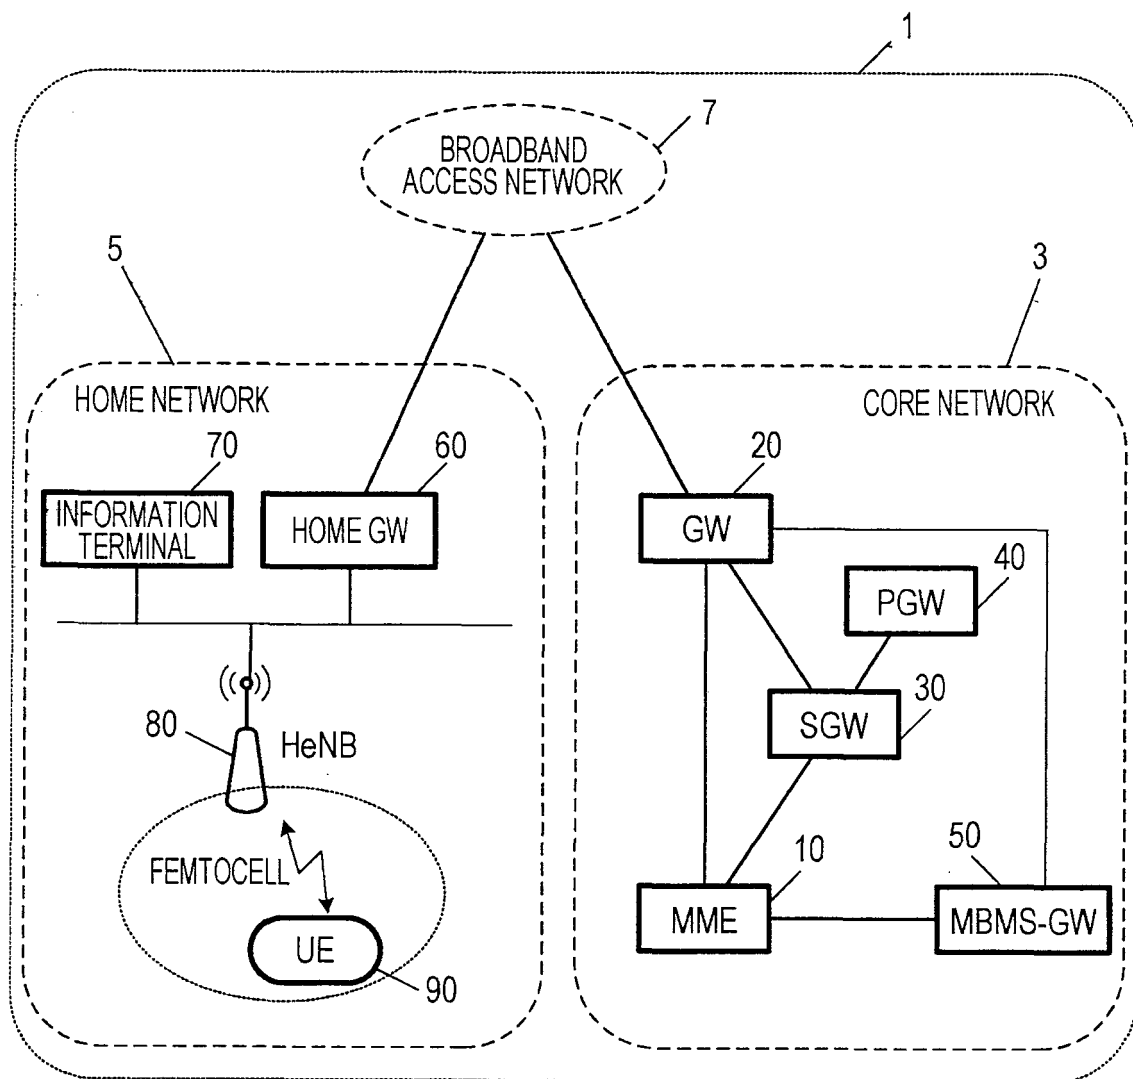 1
BROADBAND
ACCESS NETWORK
7
5
3
HOME NETWORK
CORE NETWORK
70
60
20
INFORMATION
TERMINAL
HOME GW
GW
40
PGW
30
SGW
80
HeNB
10
50
FEMTOCELL
MME
MBMS-GW
UE
90